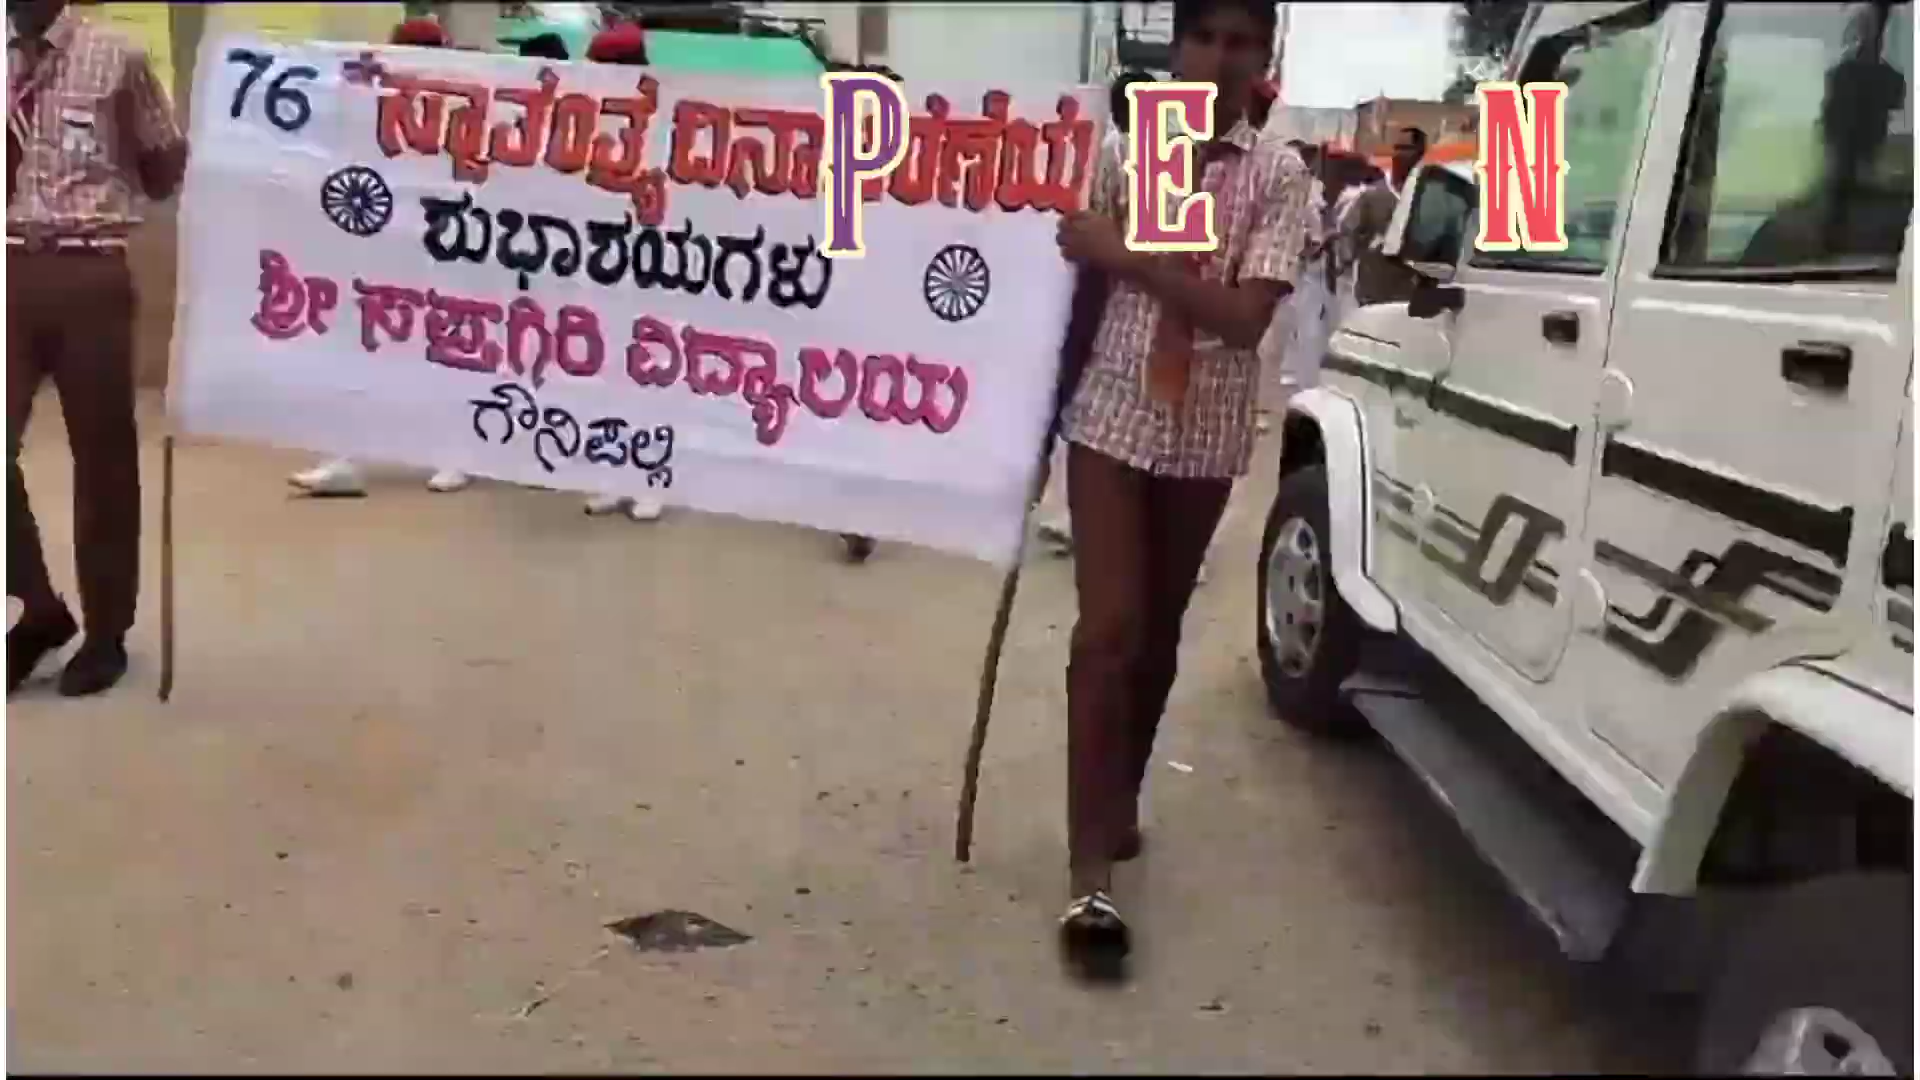 76 ಸ್ವಾತಂತ್ರ್ಯ
ಶುಭಾಶಯಗಳು
ಶ್ರೀ ಸಪ್ತಗಿರಿ ವಿದ್ಯಾಲಯ
ಗೌನಿಪಲ್ಲಿ
P E N